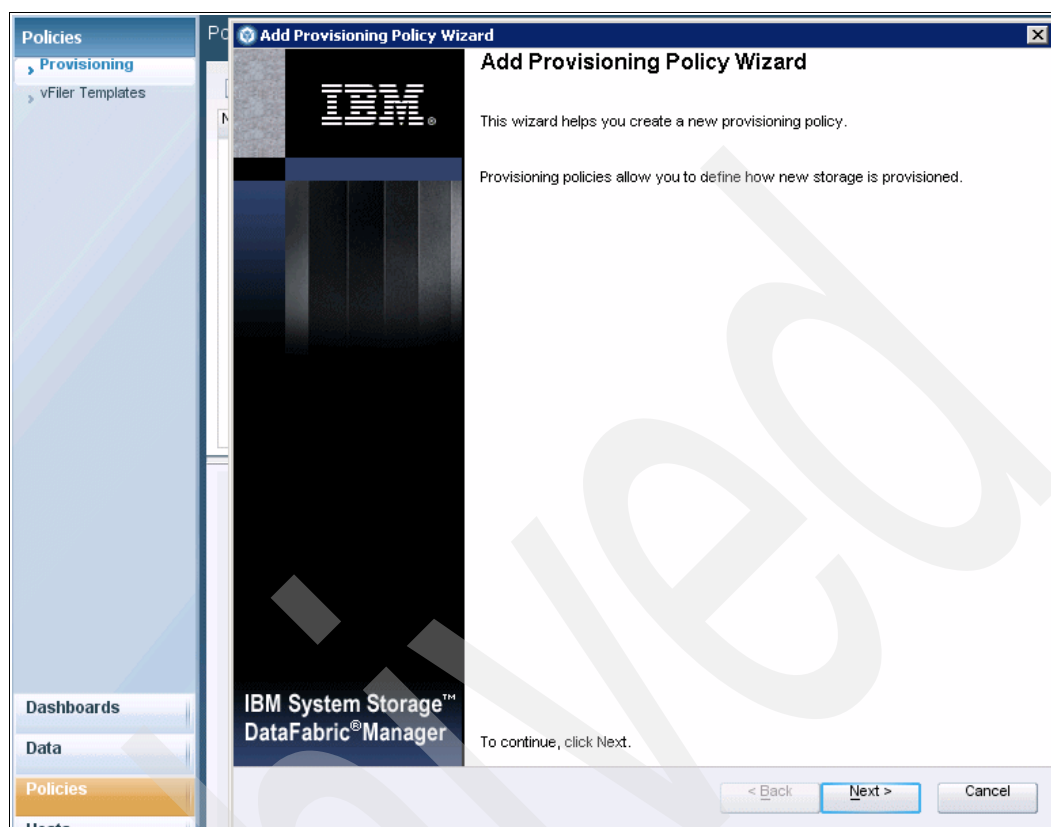 Policies
Provisioning
vFiler Templates
Add Provisioning Policy Wizard
IBM®
Add Provisioning Policy Wizard
This wizard helps you create a new provisioning policy.
Provisioning policies allow you to define how new storage is provisioned.
IBM System Storage™
DataFabric®Manager
To continue, click Next.
< Back
Next >
Cancel
Dashboards
Data
Policies